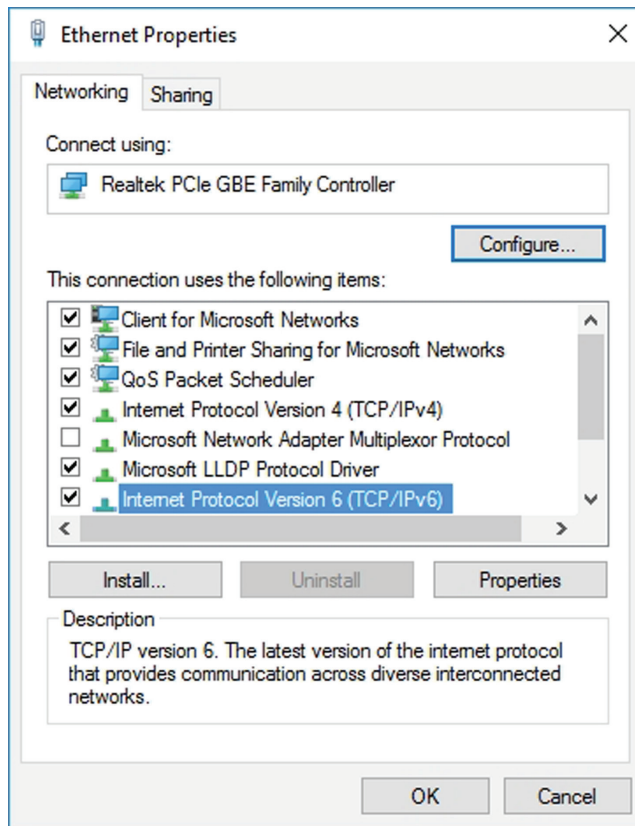 Ethernet Properties
Networking
Sharing
Connect using:
Realtek PCIe GBE Family Controller
Configure...
This connection uses the following items:
Client for Microsoft Networks
File and Printer Sharing for Microsoft Networks
QoS Packet Scheduler
Internet Protocol Version 4 (TCP/IPv4)
Microsoft Network Adapter Multiplexor Protocol
Microsoft LLDP Protocol Driver
Internet Protocol Version 6 (TCP/IPv6)
Install...
Uninstall
Properties
Description
TCP/IP version 6. The latest version of the internet protocol
that provides communication across diverse interconnected
networks.
OK
Cancel